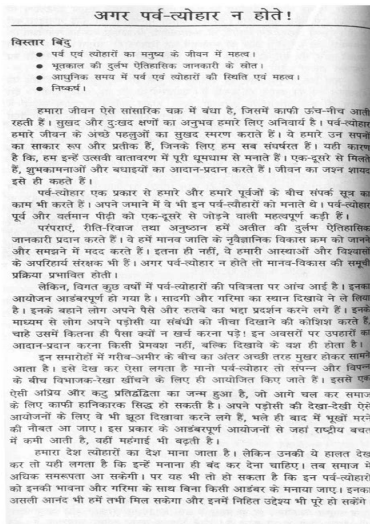 अगर पर्व-त्योहार न होते!
विस्तार बिंदु
● पर्व एवं त्योहारों का मनुष्य के जीवन में महत्व।
● भूतकाल की दुर्लभ ऐतिहासिक जानकारी के स्रोत।
● आधुनिक समय में पर्व एवं त्योहारों की स्थिति एवं महत्व।
● निष्कर्ष।
हमारा जीवन ऐसे सांसारिक चक्र में बंधा है, जिसमें काफी ऊंच-नीच आती
रहती हैं। सुखद और दुःखद क्षणों का अनुभव हमारे लिए अनिवार्य है। पर्व-त्योहार
हमारे जीवन के अच्छे पहलुओं का सुखद स्मरण कराते हैं। ये हमारे उन सपनों
का साकार रूप और प्रतीक हैं, जिनके लिए हम सब संघर्षरत हैं। यही कारण
है कि, हम इन्हें उत्सवी वातावरण में पूरी धूमधाम से मनाते हैं। एक-दूसरे से मिलते
हैं, शुभकामनाओं और बधाइयों का आदान-प्रदान करते हैं। जीवन का जश्न शायद
इसे ही कहते हैं।
पर्व-त्योहार एक प्रकार से हमारे और हमारे पूर्वजों के बीच संपर्क सूत्र का
काम भी करते हैं। अपने जमाने में वे भी इन पर्व-त्योहारों को मनाते थे। पर्व-त्योहार
पूर्व और वर्तमान पीढ़ी को एक-दूसरे से जोड़ने वाली महत्वपूर्ण कड़ी हैं।
परंपराएं, रीति-रिवाज तथा अनुष्ठान हमें अतीत की दुर्लभ ऐतिहासिक
जानकारी प्रदान करते हैं। वे हमें मानव जाति के नृवैज्ञानिक विकास क्रम को जानने
और समझने में मदद करते हैं। इतना ही नहीं, वे हमारी आस्थाओं और विश्वासों
के अपरिहार्य संरक्षक भी हैं। अगर पर्व-त्योहार न होते तो मानव-विकास की समूची
प्रक्रिया प्रभावित होती।
लेकिन, विगत कुछ वर्षों में पर्व-त्योहारों की पवित्रता पर आंच आई है। इनका
आयोजन आडंबरपूर्ण हो गया है। सादगी और गरिमा का स्थान दिखावे ने ले लिया
है। इनके बहाने लोग अपने पैसे और रुतबे का भद्दा प्रदर्शन करने लगे हैं। इनके
माध्यम से लोग अपने पड़ोसी या संबंधी को नीचा दिखाने की कोशिश करते हैं,
चाहे उसमें कितना ही पैसा क्यों न खर्च करना पड़े। इन अवसरों पर उपहारों का
आदान-प्रदान करना किसी प्रेमवश नहीं, बल्कि दिखावे के वश ही होता है।
इन समारोहों में गरीब-अमीर के बीच का अंतर अच्छी तरह मुखर होकर सामने
आता है। इसे देख कर ऐसा लगता है मानो पर्व-त्योहार तो संपन्न और विपन्न
के बीच विभाजक-रेखा खींचने के लिए ही आयोजित किए जाते हैं। इससे एक
ऐसी अप्रिय और कटु प्रतिद्वंद्विता का जन्म हुआ है, जो आगे चल कर समाज
के लिए काफी हानिकारक सिद्ध हो सकती है। अपने पड़ोसी की देखा-देखी ऐसे
आयोजनों के लिए वे भी झूठा दिखावा करने लगे हैं, भले ही बाद में भूखों मरने
की नौबत आ जाए। इस प्रकार के आडंबरपूर्ण आयोजनों से जहां राष्ट्रीय बचत
में कमी आती है, वहीं महंगाई भी बढ़ती है।
हमारा देश त्योहारों का देश माना जाता है। लेकिन उनकी ये हालत देख
कर तो यही लगता है कि इन्हें मनाना ही बंद कर देना चाहिए। तब समाज में
अधिक समरूपता आ सकेगी। पर यह भी तो हो सकता है कि इन पर्व-त्योहारों
को इनकी भावना और गरिमा के साथ बिना किसी आडंबर के मनाया जाए। इनका
असली आनंद भी हमें तभी मिल सकेगा और इनमें निहित उद्देश्य भी पूरे हो सकेंगे